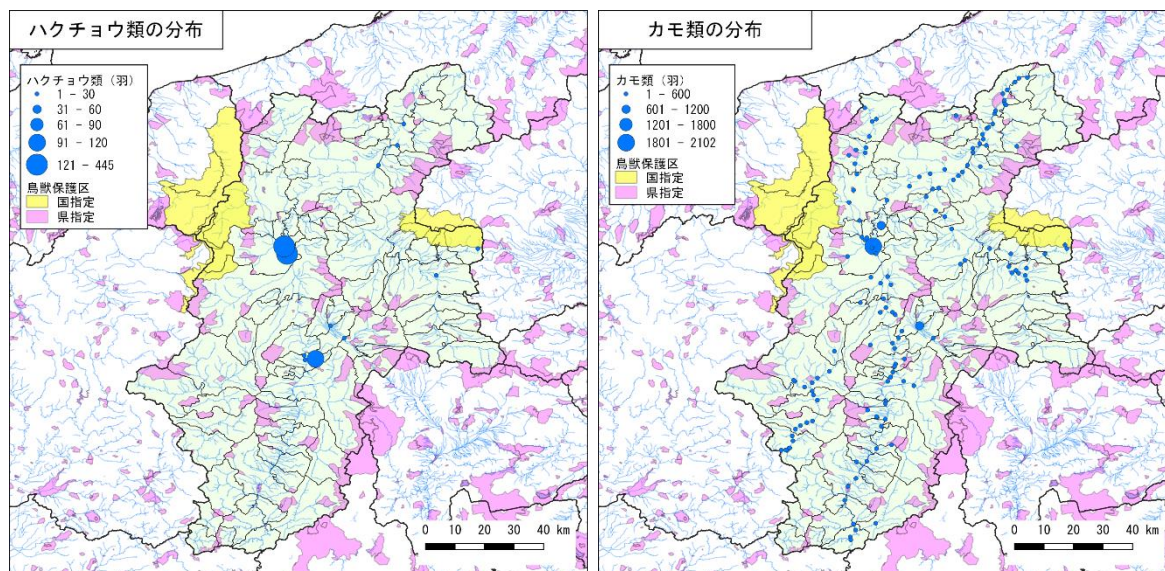 ハクチョウ類の分布
ハクチョウ類（羽）
1 - 30
31 - 60
61 - 90
91 - 120
121 - 445
鳥獣保護区
国指定
県指定
0 10 20 30 40 km
カモ類の分布
カモ類（羽）
1 - 600
601 - 1200
1201 - 1800
1801 - 2102
鳥獣保護区
国指定
県指定
0 10 20 30 40 km